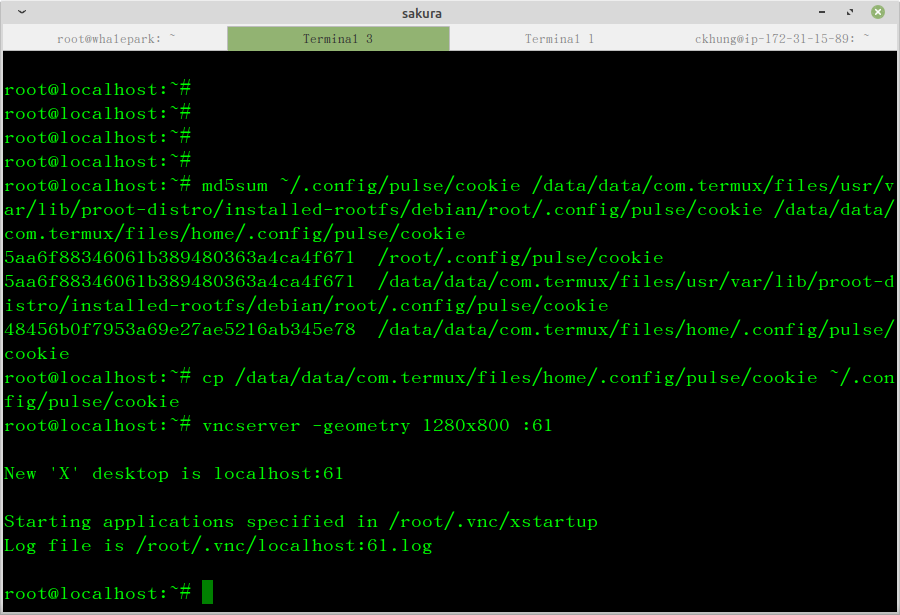 sakura
root@whalepark: ~
Terminal 3
Terminal 1
ckhung@ip-172-31-15-89: ~
root@localhost:~#
root@localhost:~#
root@localhost:~#
root@localhost:~#
root@localhost:~# md5sum ~/.config/pulse/cookie /data/data/com.termux/files/usr/v
ar/lib/proot-distro/installed-rootfs/debian/root/.config/pulse/cookie /data/data/
com.termux/files/home/.config/pulse/cookie
5aa6f88346061b389480363a4ca4f671  /root/.config/pulse/cookie
5aa6f88346061b389480363a4ca4f671  /data/data/com.termux/files/usr/var/lib/proot-d
istro/installed-rootfs/debian/root/.config/pulse/cookie
48456b0f7953a69e27ae5216ab345e78  /data/data/com.termux/files/home/.config/pulse/
cookie
root@localhost:~# cp /data/data/com.termux/files/home/.config/pulse/cookie ~/.con
fig/pulse/cookie
root@localhost:~# vncserver -geometry 1280x800 :61
New 'X' desktop is localhost:61
Starting applications specified in /root/.vnc/xstartup
Log file is /root/.vnc/localhost:61.log
root@localhost:~#